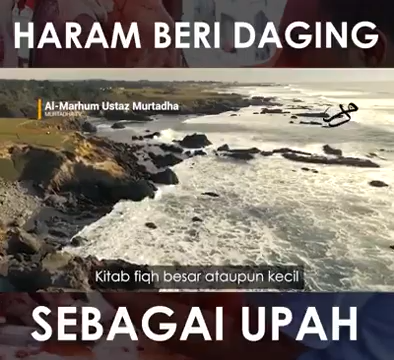 HARAM BERI DAGING
Al-Marhum Ustaz Murtadha
Kitab fiqh besar ataupun kecil
SEBAGAI UPAH